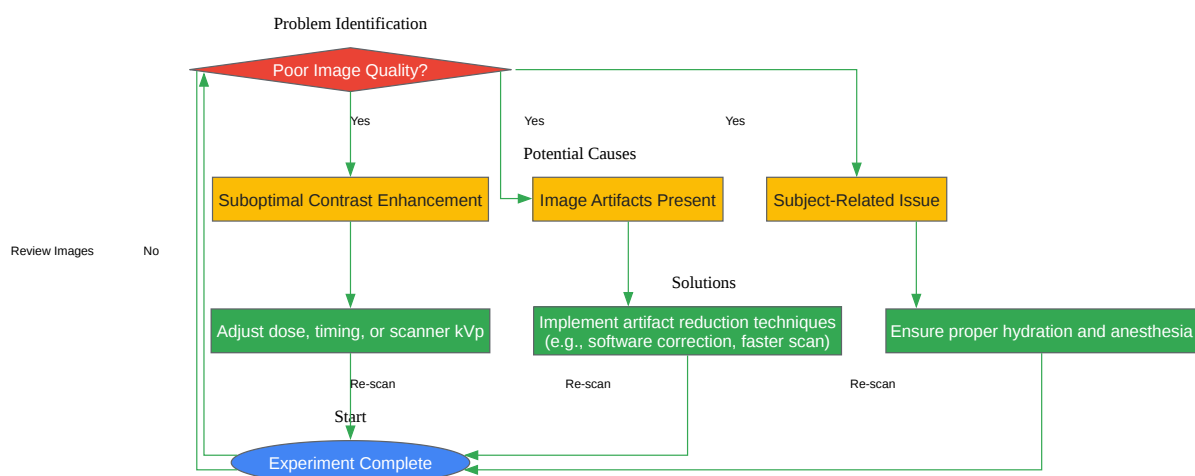 Problem Identification
Poor Image Quality?
Yes
Yes
Yes
Potential Causes
Suboptimal Contrast Enhancement
Image Artifacts Present
Subject-Related Issue
Review Images
No
Solutions
Adjust dose, timing, or scanner kVp
Implement artifact reduction techniques
(e.g., software correction, faster scan)
Ensure proper hydration and anesthesia
Re-scan
Re-scan
Re-scan
Start
Experiment Complete